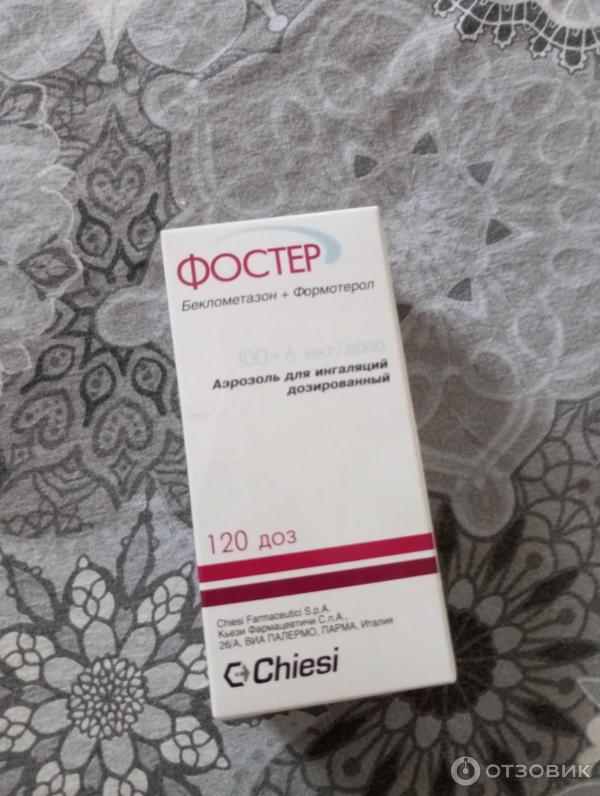 ФОСТЕР
Беклометазон + Формотерол
100+6 мкг/доза
Аэрозоль для ингаляций
дозированный
120 доз
Chiesi Farmaceutici S.p.A.
Кьези Фармацевтичи С.п.А.,
26/A, ВИА ПАЛЕРМО, ПАРМА, Италия
Chiesi
ОТЗОВИК